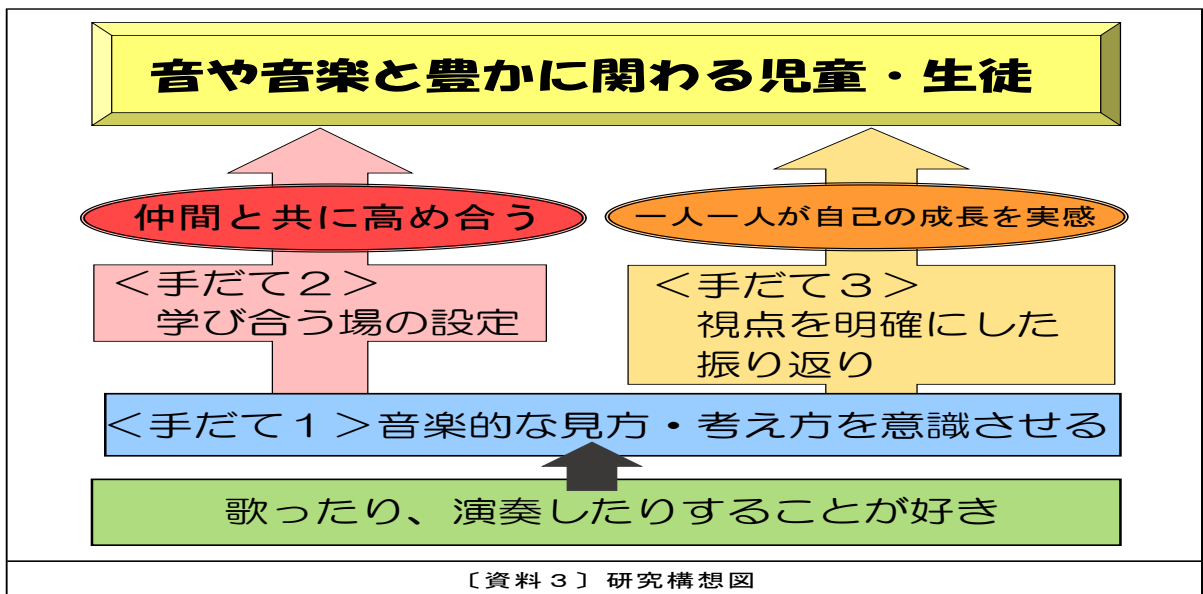 音や音楽と豊かに関わる児童・生徒
仲間と共に高め合う
一人一人が自己の成長を実感
＜手だて２＞
学び合う場の設定
＜手だて３＞
視点を明確にした
振り返り
＜手だて１＞音楽的な見方・考え方を意識させる
歌ったり、演奏したりすることが好き
〔資料３〕研究構想図